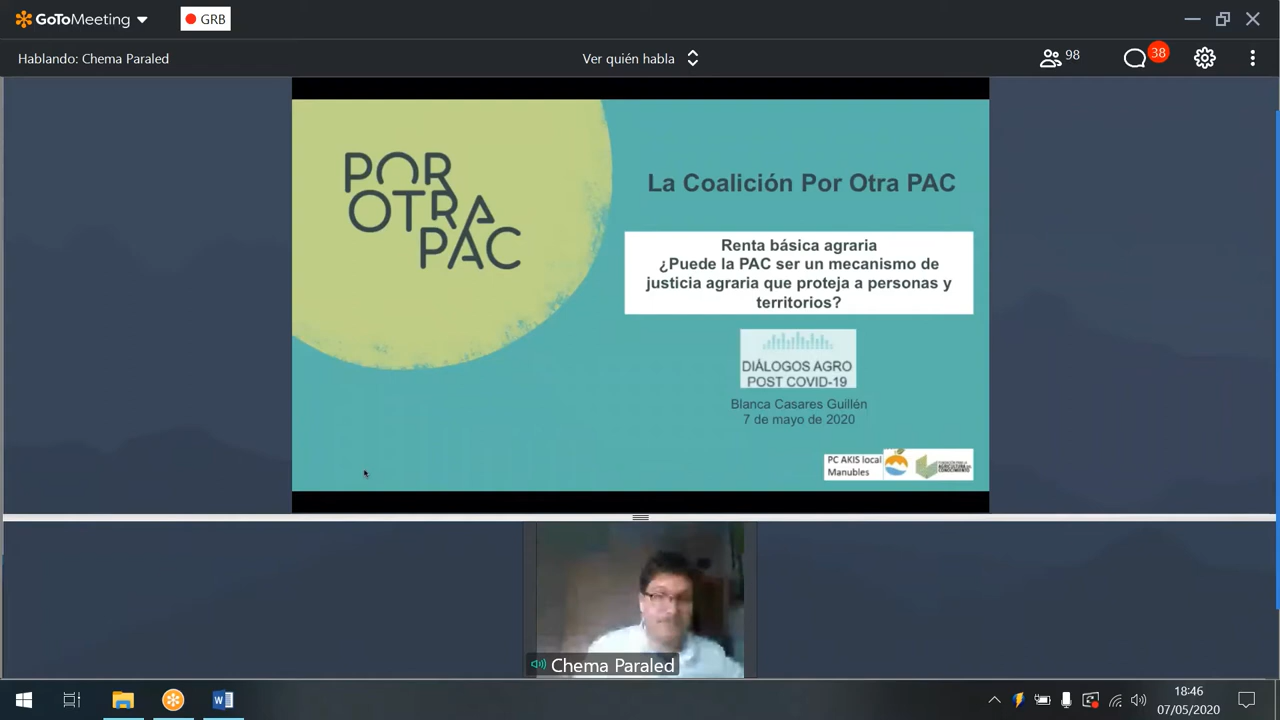 GoToMeeting
GRB
Hablando: Chema Paraled
Ver quién habla
98
38
POR
OTRA
PAC
La Coalición Por Otra PAC
Renta básica agraria
¿Puede la PAC ser un mecanismo de
justicia agraria que proteja a personas y
territorios?
DIÁLOGOS AGRO
POST COVID-19
Blanca Casares Guillén
7 de mayo de 2020
PC AKIS local
Manubles
Chema Paraled
18:46
07/05/2020